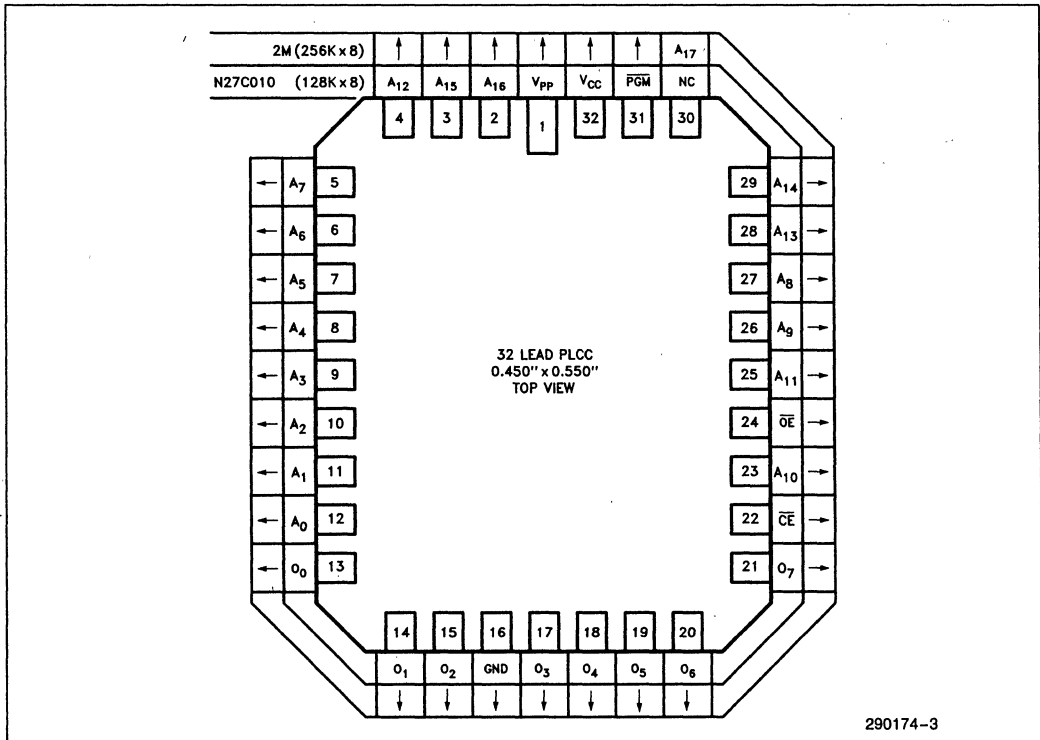 2M (256K x 8) ↑ ↑ ↑ ↑ ↑ ↑ A17
N27C010 (128K x 8) A12 A15 A16 VPP VCC P̅G̅M̅ NC
4 3 2 1 32 31 30
← A7 5 29 A14 →
← A6 6 28 A13 →
← A5 7 27 A8 →
← A4 8 26 A9 →
← A3 9 25 A11 →
← A2 10 24 O̅E̅ →
← A1 11 23 A10 →
← A0 12 22 C̅E̅ →
← O0 13 21 O7 →
32 LEAD PLCC
0.450" x 0.550"
TOP VIEW
14 15 16 17 18 19 20
O1 O2 GND O3 O4 O5 O6
↓ ↓ ↓ ↓ ↓ ↓ ↓
290174-3